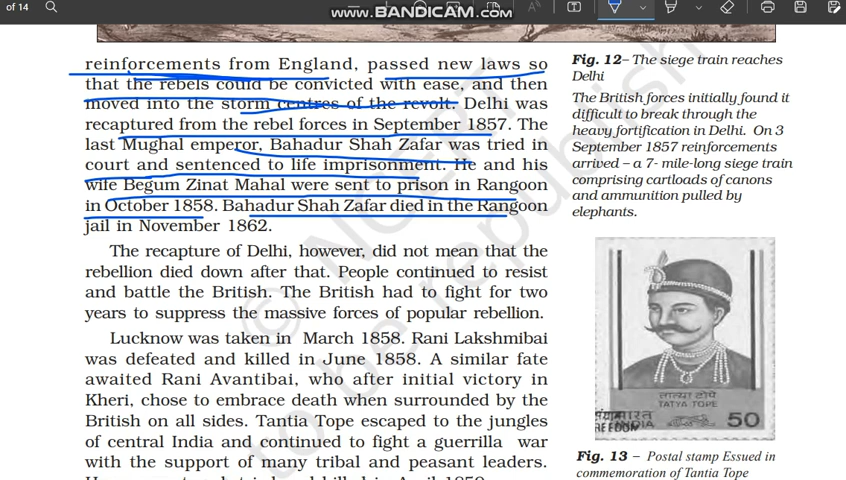 of 14
www.BANDICAM.com
reinforcements from England, passed new laws so
that the rebels could be convicted with ease, and then
moved into the storm centres of the revolt. Delhi was
recaptured from the rebel forces in September 1857. The
last Mughal emperor, Bahadur Shah Zafar was tried in
court and sentenced to life imprisonment. He and his
wife Begum Zinat Mahal were sent to prison in Rangoon
in October 1858. Bahadur Shah Zafar died in the Rangoon
jail in November 1862.
The recapture of Delhi, however, did not mean that the
rebellion died down after that. People continued to resist
and battle the British. The British had to fight for two
years to suppress the massive forces of popular rebellion.
Lucknow was taken in March 1858. Rani Lakshmibai
was defeated and killed in June 1858. A similar fate
awaited Rani Avantibai, who after initial victory in
Kheri, chose to embrace death when surrounded by the
British on all sides. Tantia Tope escaped to the jungles
of central India and continued to fight a guerrilla war
with the support of many tribal and peasant leaders.
Fig. 12 – The siege train reaches
Delhi
The British forces initially found it
difficult to break through the
heavy fortification in Delhi. On 3
September 1857 reinforcements
arrived – a 7- mile-long siege train
comprising cartloads of canons
and ammunition pulled by
elephants.
तात्या टोपे
TATYA TOPE
भारत
50
Fig. 13 – Postal stamp Essued in
commemoration of Tantia Tope
© NCERT
to be republish